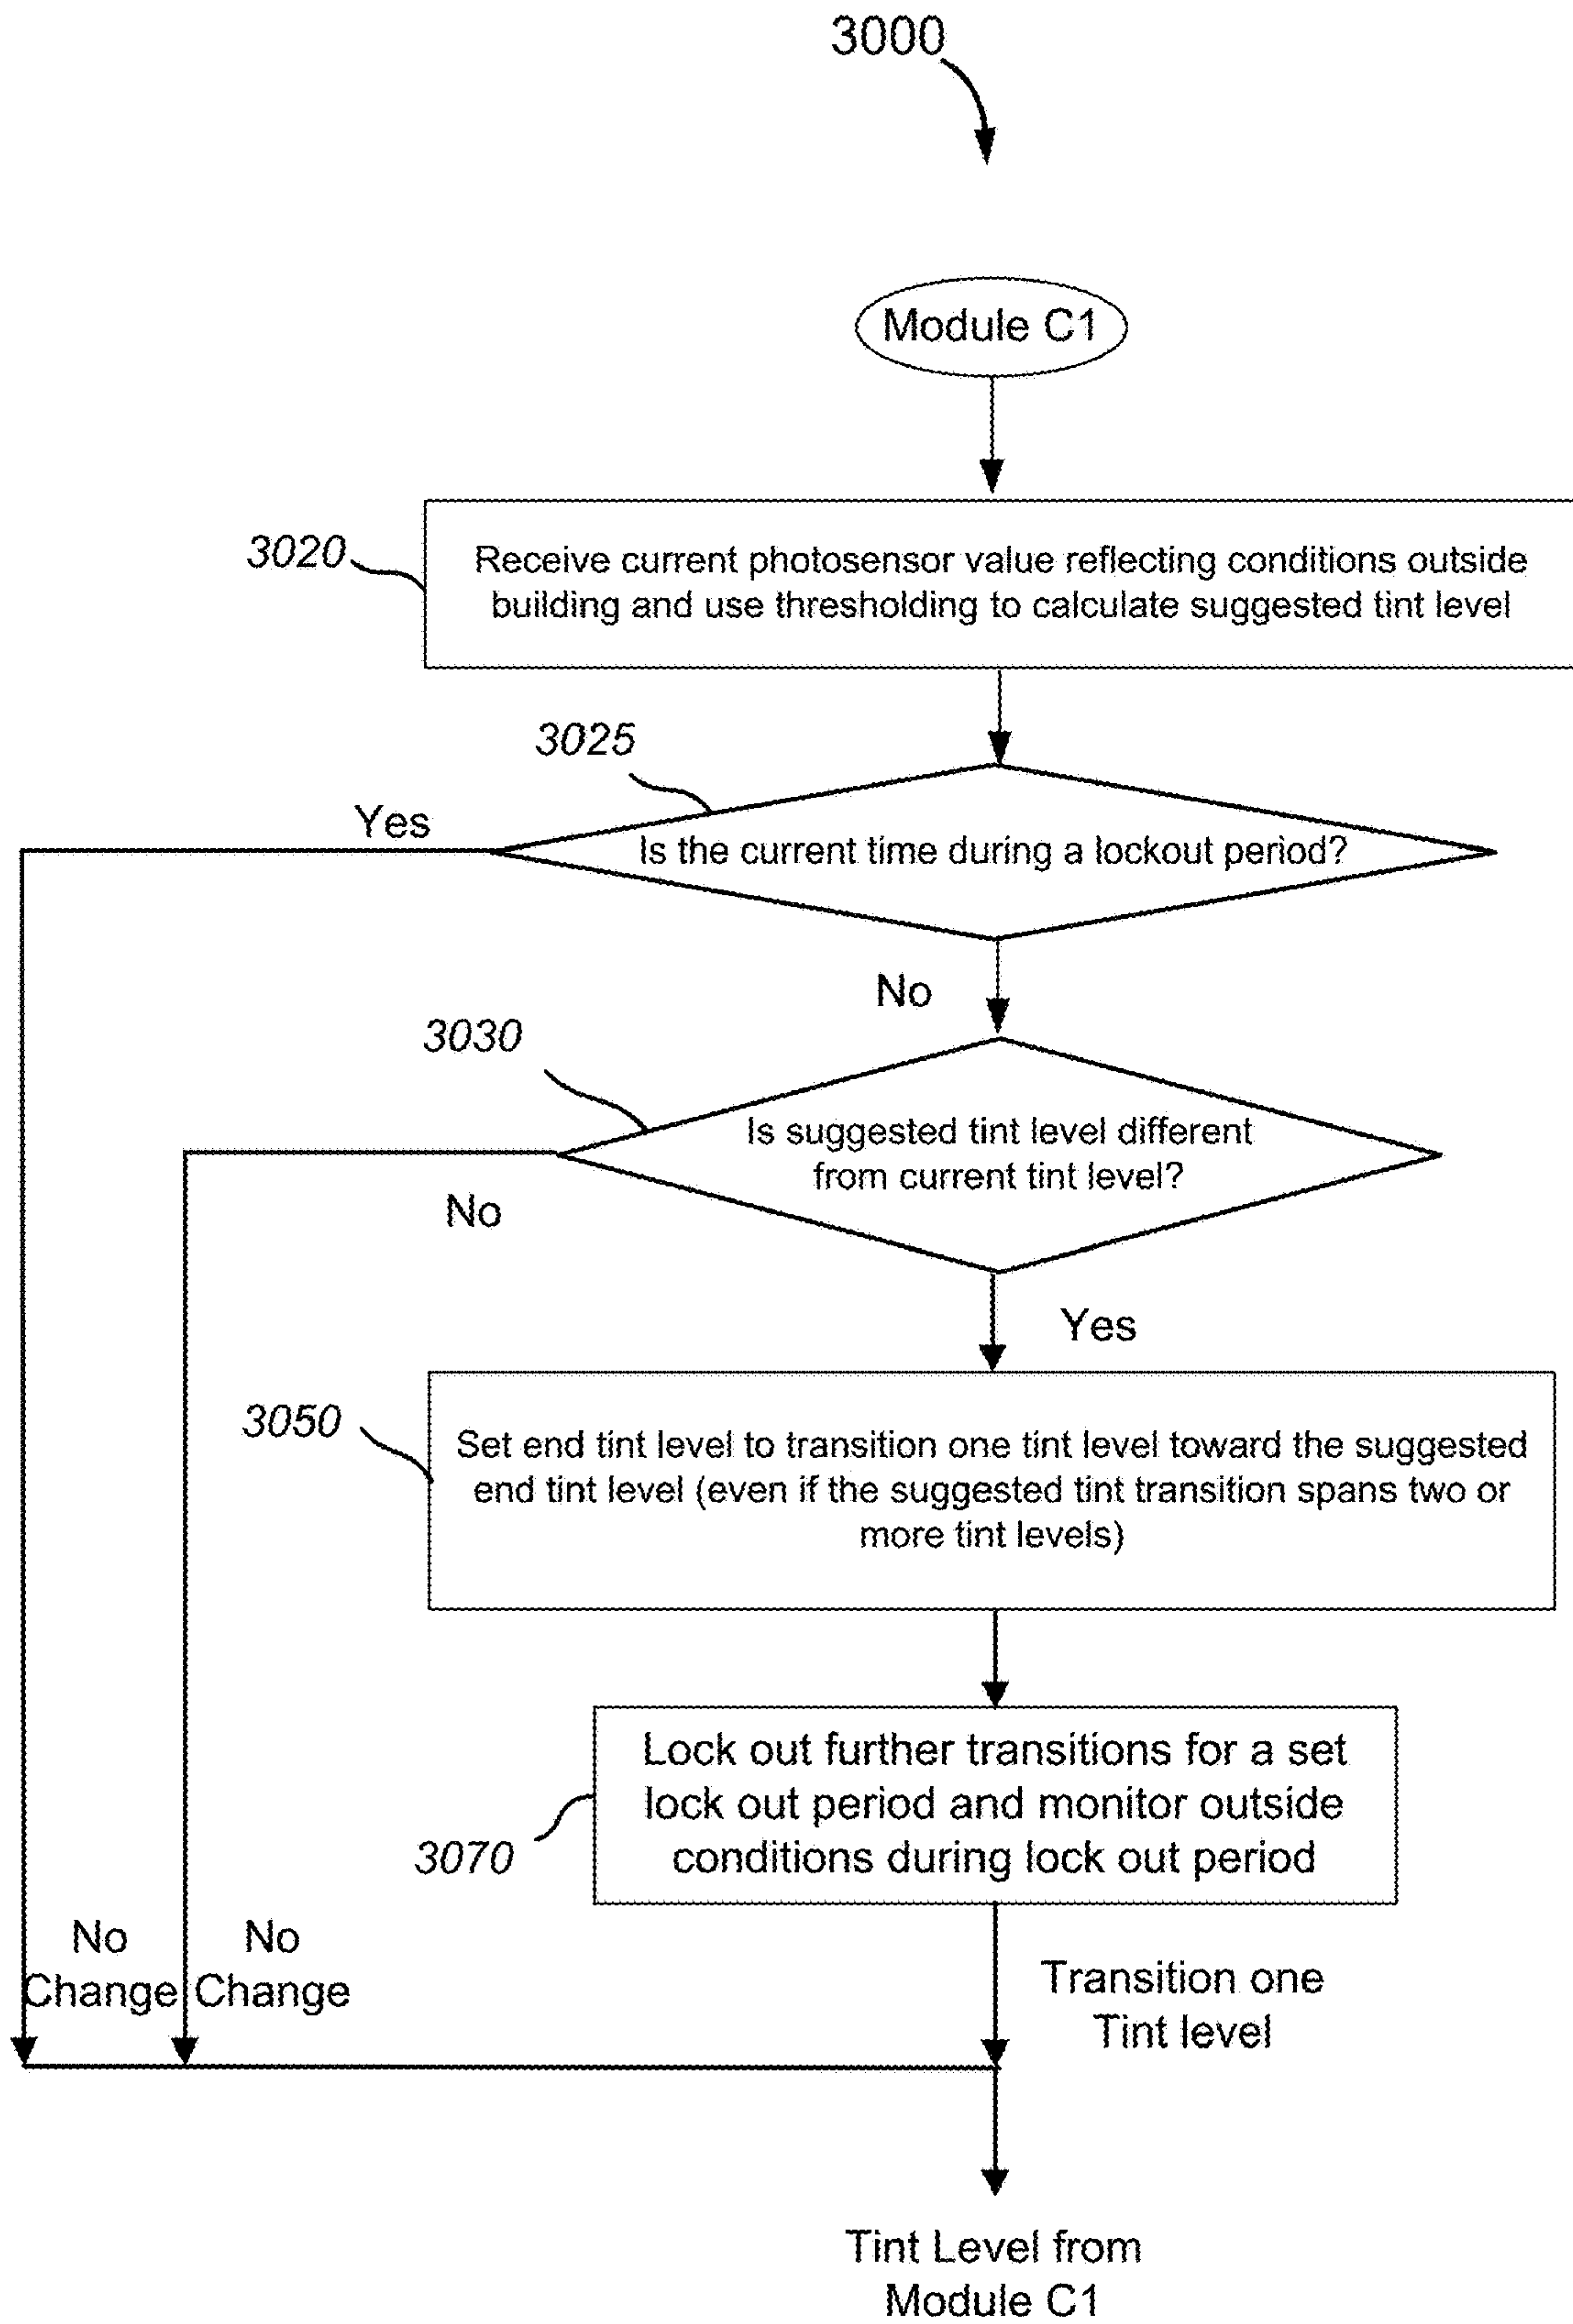 3000
Module C1
3020
Receive current photosensor value reflecting conditions outside
building and use thresholding to calculate suggested tint level
3025
Yes
Is the current time during a lockout period?
No
3030
Is suggested tint level different
from current tint level?
No
Yes
3050
Set end tint level to transition one tint level toward the suggested
end tint level (even if the suggested tint transition spans two or
more tint levels)
Lock out further transitions for a set
lock out period and monitor outside
conditions during lock out period
3070
No
Change
No
Change
Transition one
Tint level
Tint Level from
Module C1